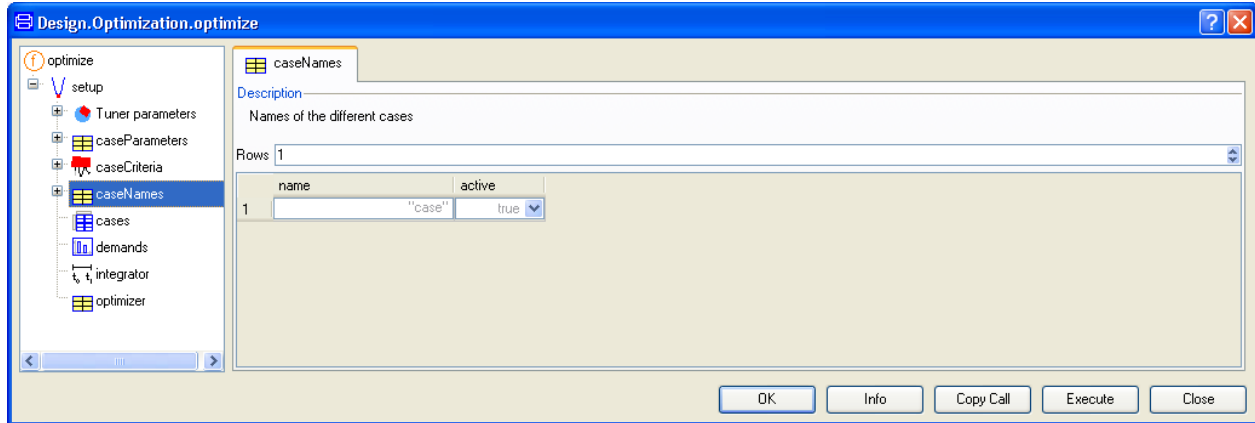 Design.Optimization.optimize
optimize
setup
Tuner parameters
caseParameters
caseCriteria
caseNames
cases
demands
integrator
optimizer
caseNames
Description
Names of the different cases
Rows 1
name active
1 "case" true
OK Info Copy Call Execute Close